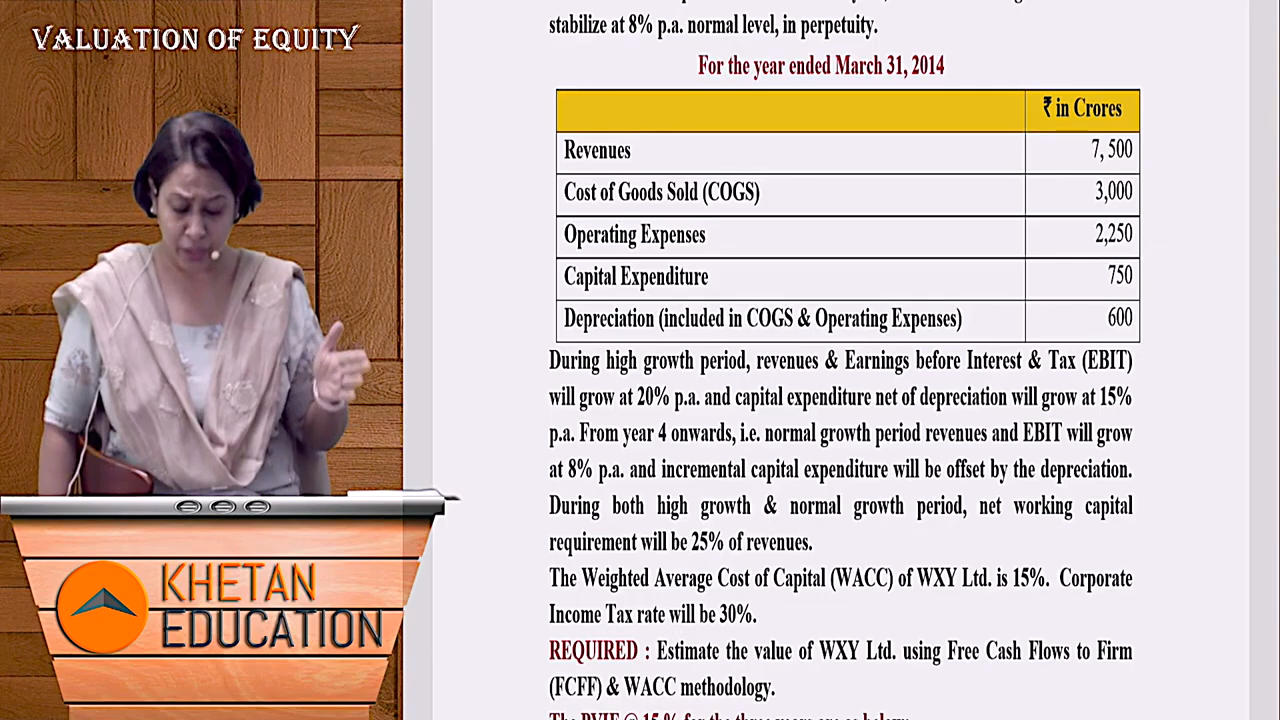 VALUATION OF EQUITY
stabilize at 8% p.a. normal level, in perpetuity.
For the year ended March 31, 2014
₹ in Crores
Revenues 7, 500
Cost of Goods Sold (COGS) 3,000
Operating Expenses 2,250
Capital Expenditure 750
Depreciation (included in COGS & Operating Expenses) 600
During high growth period, revenues & Earnings before Interest & Tax (EBIT)
will grow at 20% p.a. and capital expenditure net of depreciation will grow at 15%
p.a. From year 4 onwards, i.e. normal growth period revenues and EBIT will grow
at 8% p.a. and incremental capital expenditure will be offset by the depreciation.
During both high growth & normal growth period, net working capital
requirement will be 25% of revenues.
The Weighted Average Cost of Capital (WACC) of WXY Ltd. is 15%. Corporate
Income Tax rate will be 30%.
REQUIRED : Estimate the value of WXY Ltd. using Free Cash Flows to Firm
(FCFF) & WACC methodology.
KHETAN
EDUCATION